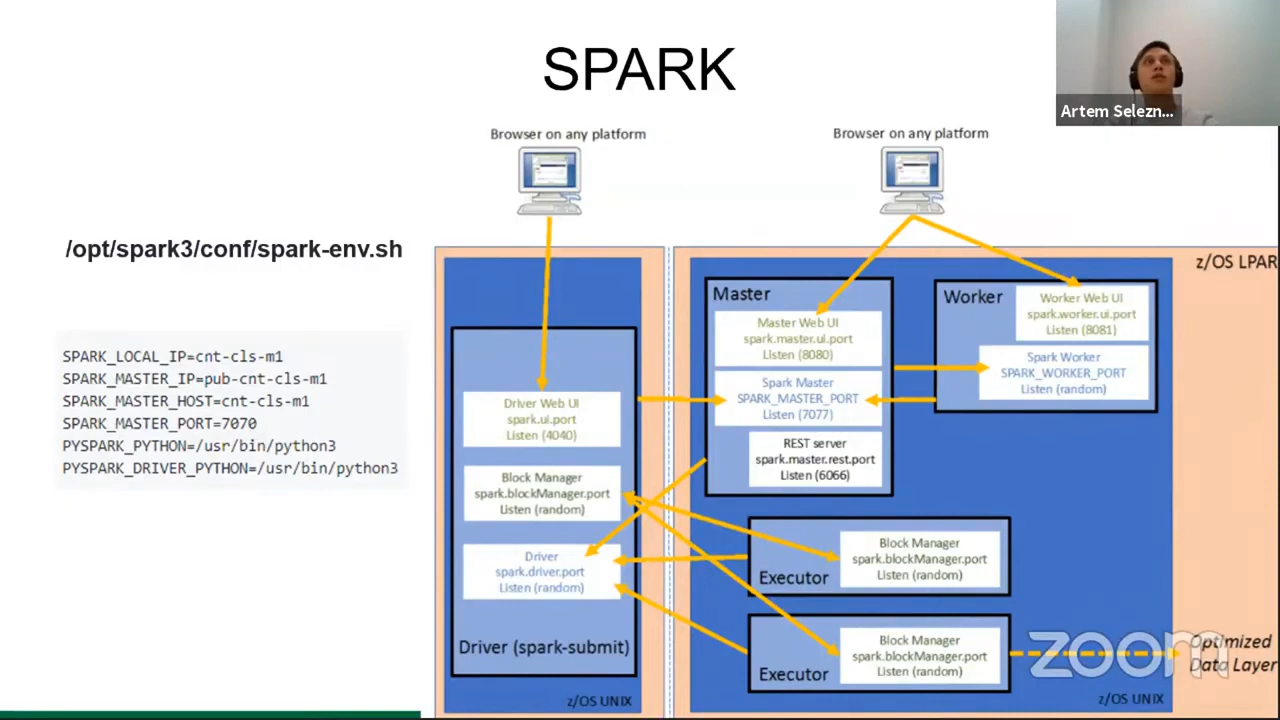 SPARK
Artem Selezn...
Browser on any platform
Browser on any platform
/opt/spark3/conf/spark-env.sh
SPARK_LOCAL_IP=cnt-cls-m1
SPARK_MASTER_IP=pub-cnt-cls-m1
SPARK_MASTER_HOST=cnt-cls-m1
SPARK_MASTER_PORT=7070
PYSPARK_PYTHON=/usr/bin/python3
PYSPARK_DRIVER_PYTHON=/usr/bin/python3
Driver Web UI
spark.ui.port
Listen (4040)
Block Manager
spark.blockManager.port
Listen (random)
Driver
spark.driver.port
Listen (random)
Driver (spark-submit)
z/OS UNIX
z/OS LPAR
Master
Master Web UI
spark.master.ui.port
Listen (8080)
Spark Master
SPARK_MASTER_PORT
Listen (7077)
REST server
spark.master.rest.port
Listen (6066)
Worker
Worker Web UI
spark.worker.ui.port
Listen (8081)
Spark Worker
SPARK_WORKER_PORT
Listen (random)
Executor
Block Manager
spark.blockManager.port
Listen (random)
Executor
Block Manager
spark.blockManager.port
Listen (random)
Optimized
Data Layer
zoom
z/OS UNIX